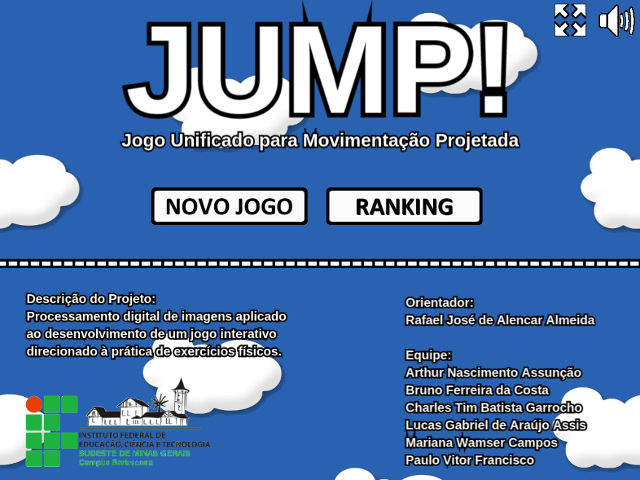 JUMP!
Jogo Unificado para Movimentação Projetada
NOVO JOGO
RANKING
Descrição do Projeto:
Processamento digital de imagens aplicado
ao desenvolvimento de um jogo interativo
direcionado à prática de exercícios físicos.
INSTITUTO FEDERAL DE
EDUCAÇÃO, CIÊNCIA E TECNOLOGIA
SUDESTE DE MINAS GERAIS
Campus Barbacena
Orientador:
Rafael José de Alencar Almeida
Equipe:
Arthur Nascimento Assunção
Bruno Ferreira da Costa
Charles Tim Batista Garrocho
Lucas Gabriel de Araújo Assis
Mariana Wamser Campos
Paulo Vitor Francisco